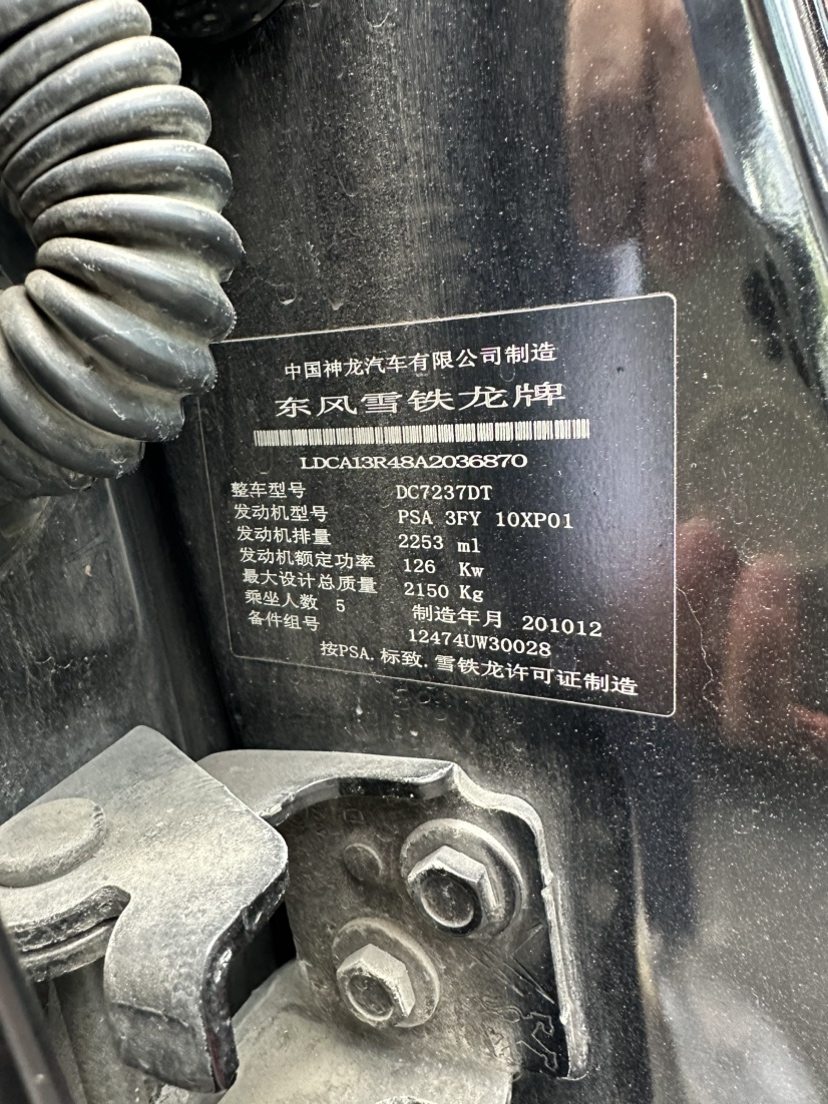 中国神龙汽车有限公司制造
东风雪铁龙牌
LDCA13R48A2036870
整车型号 DC7237DT
发动机型号 PSA 3FY 10XP01
发动机排量 2253 ml
发动机额定功率 126 Kw
最大设计总质量 2150 Kg
乘坐人数 5 制造年月 201012
备件组号 12474UW30028
按PSA.标致.雪铁龙许可证制造